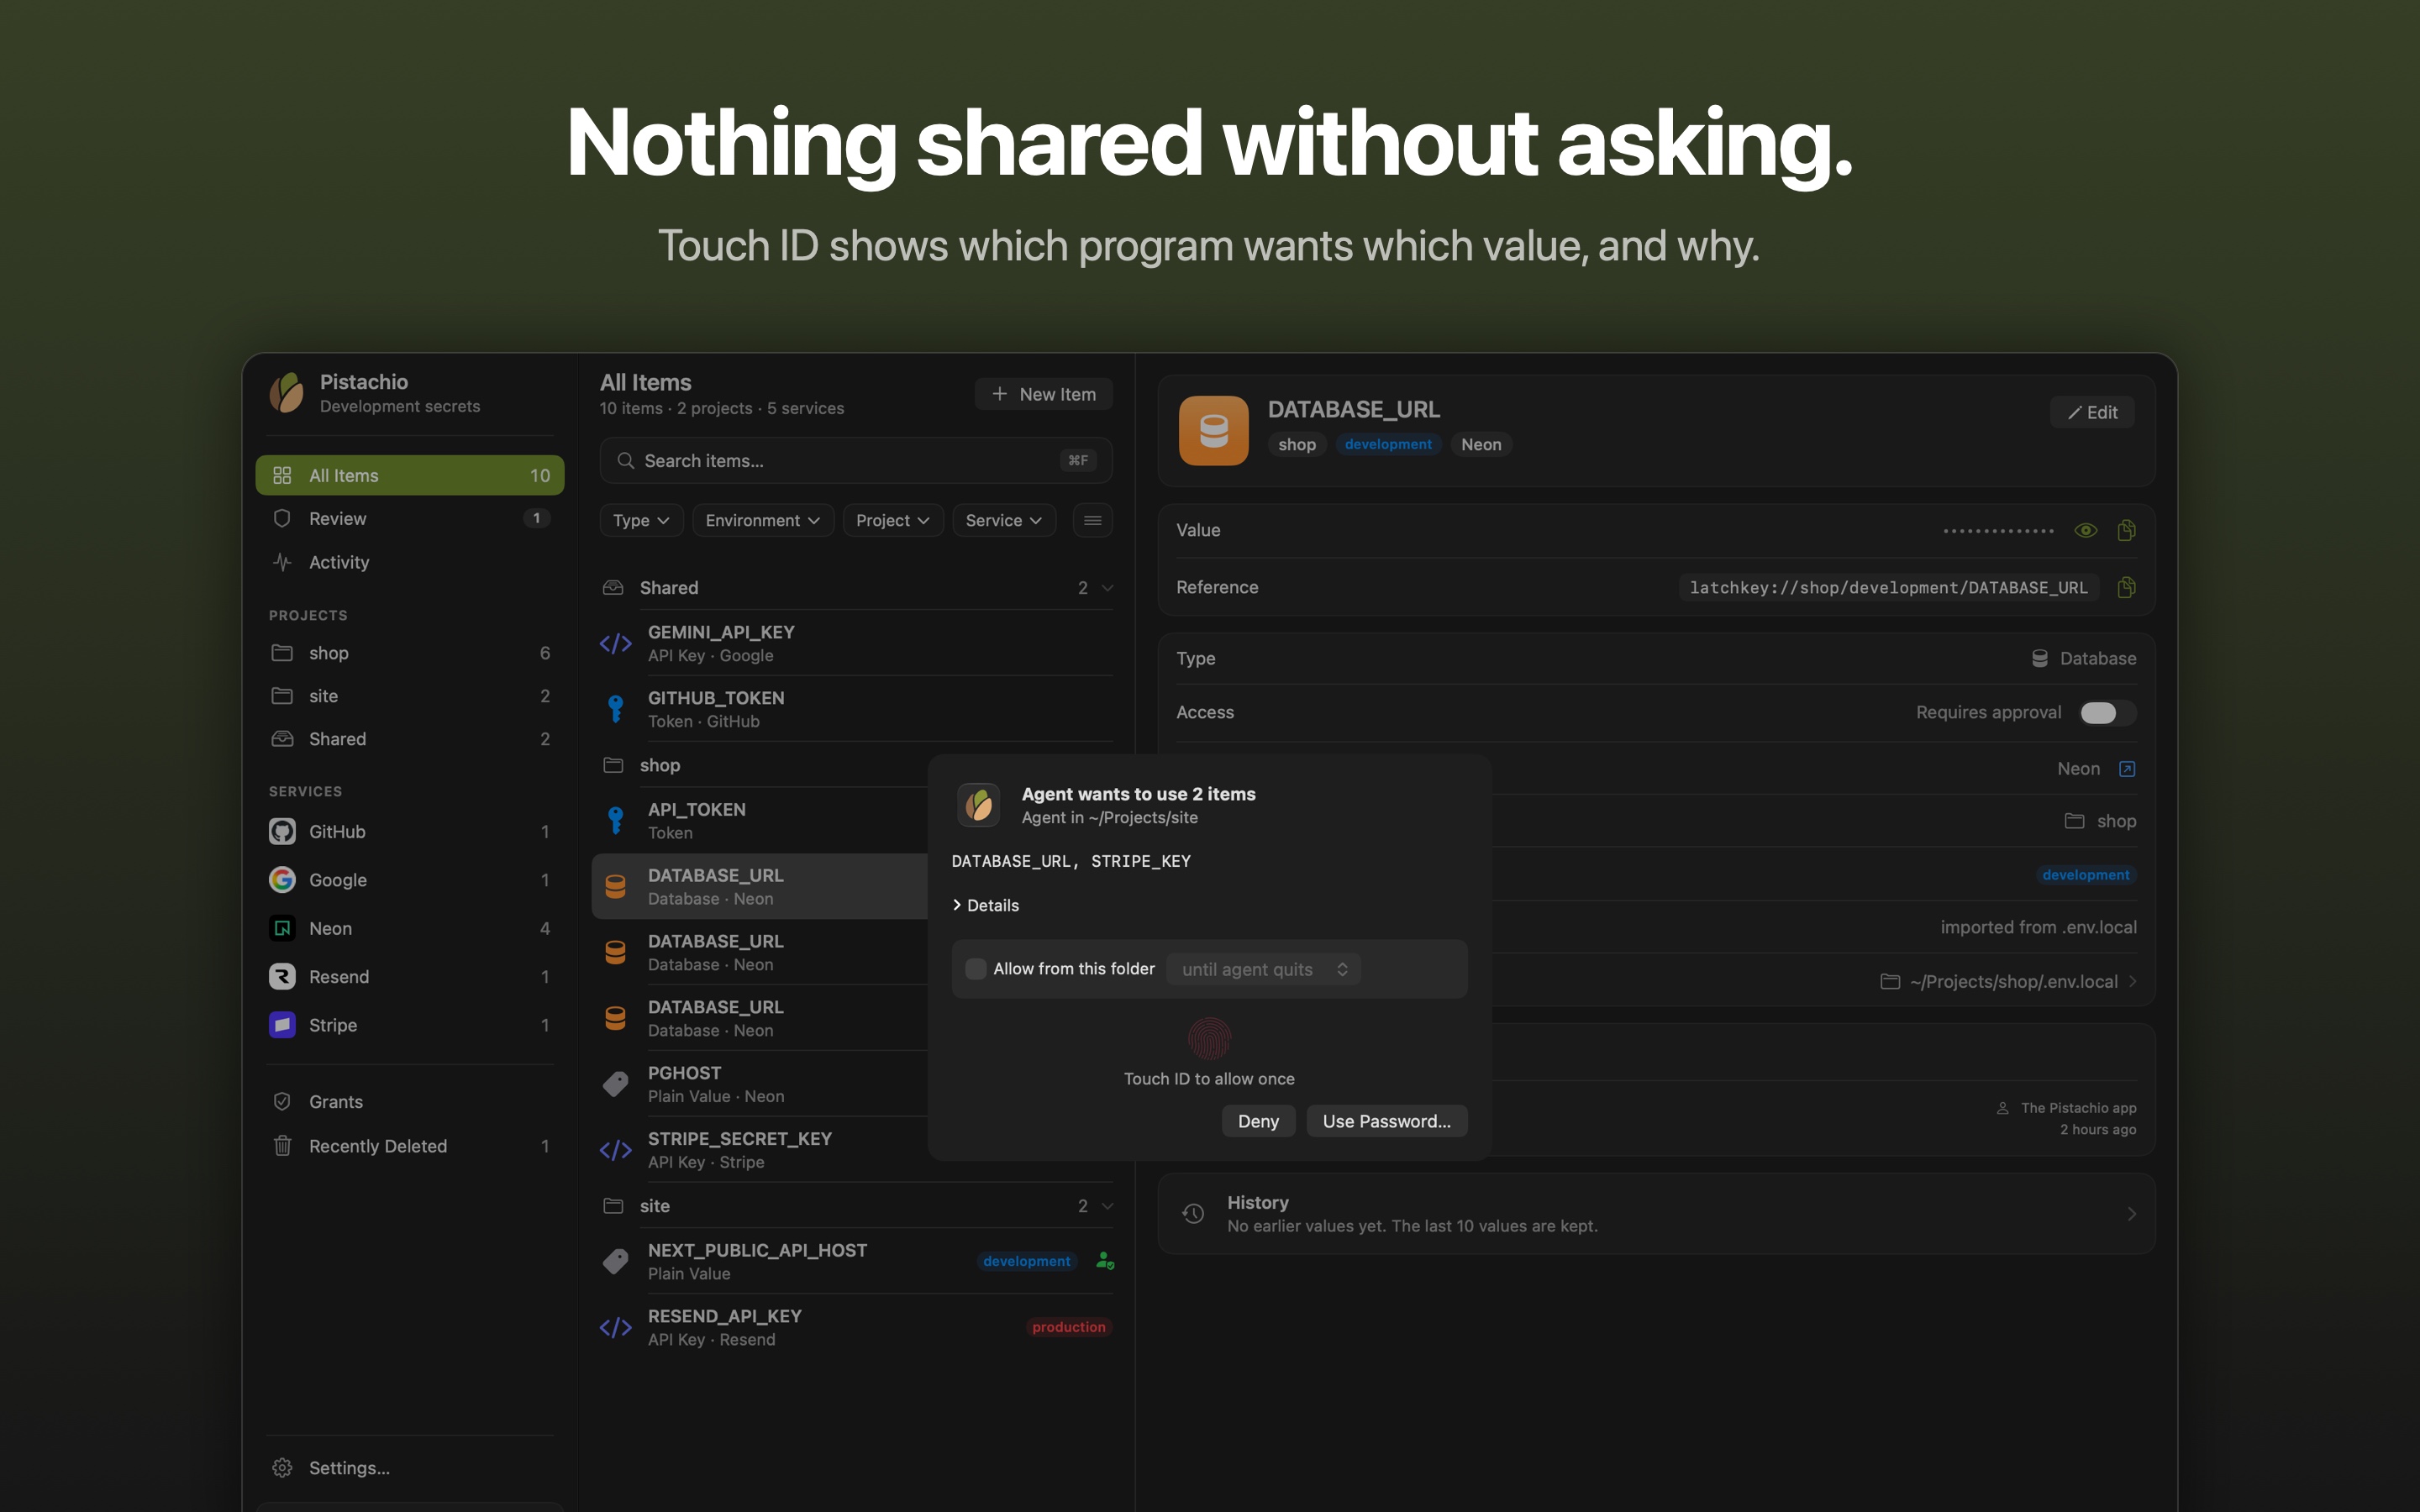 Nothing shared without asking.
Touch ID shows which program wants which value, and why.
Pistachio
Development secrets
All Items 10
Review 1
Activity
PROJECTS
shop 6
site 2
Shared 2
SERVICES
GitHub 1
Google 1
Neon 4
Resend 1
Stripe 1
Grants
Recently Deleted 1
Settings...
All Items
10 items · 2 projects · 5 services
New Item
Search items...
⌘F
Type
Environment
Project
Service
Shared 2
GEMINI_API_KEY
API Key · Google
GITHUB_TOKEN
Token · GitHub
shop
API_TOKEN
Token
DATABASE_URL
Database · Neon
DATABASE_URL
Database · Neon
DATABASE_URL
Database · Neon
PGHOST
Plain Value · Neon
STRIPE_SECRET_KEY
API Key · Stripe
site 2
NEXT_PUBLIC_API_HOST
Plain Value
development
RESEND_API_KEY
API Key · Resend
production
Agent wants to use 2 items
Agent in ~/Projects/site
DATABASE_URL, STRIPE_KEY
Details
Allow from this folder
until agent quits
Touch ID to allow once
Deny
Use Password...
DATABASE_URL
shop development Neon
Edit
Value ••••••••••••••
Reference latchkey://shop/development/DATABASE_URL
Type Database
Access Requires approval
Neon
shop
development
imported from .env.local
~/Projects/shop/.env.local
The Pistachio app
2 hours ago
History
No earlier values yet. The last 10 values are kept.